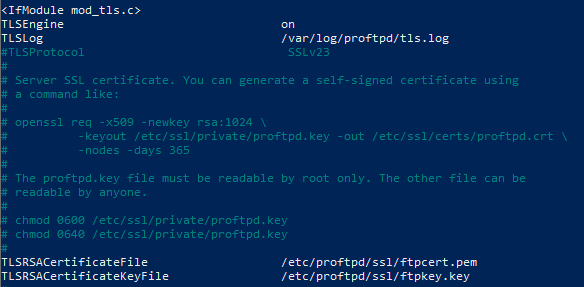 <IfModule mod_tls.c>
TLSEngine on
TLSLog /var/log/proftpd/tls.log
#TLSProtocol SSLv23
#
# Server SSL certificate. You can generate a self-signed certificate using
# a command like:
#
# openssl req -x509 -newkey rsa:1024 \
# -keyout /etc/ssl/private/proftpd.key -out /etc/ssl/certs/proftpd.crt \
# -nodes -days 365
#
# The proftpd.key file must be readable by root only. The other file can be
# readable by anyone.
#
# chmod 0600 /etc/ssl/private/proftpd.key
# chmod 0640 /etc/ssl/private/proftpd.key
#
TLSRSACertificateFile /etc/proftpd/ssl/ftpcert.pem
TLSRSACertificateKeyFile /etc/proftpd/ssl/ftpkey.key